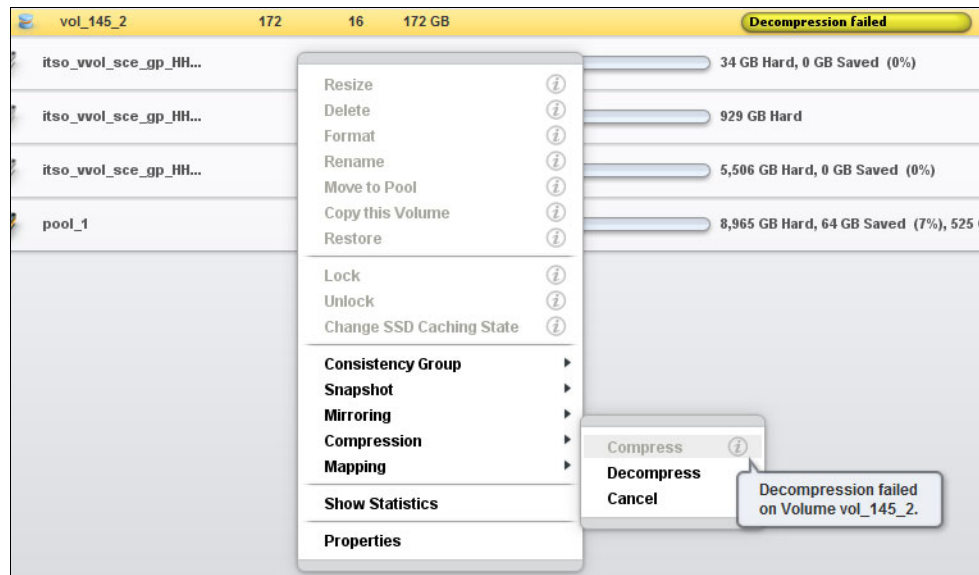 vol_145_2 172 16 172 GB Decompression failed
itso_vvol_sce_gp_HH... 34 GB Hard, 0 GB Saved (0%)
itso_vvol_sce_gp_HH... 929 GB Hard
itso_vvol_sce_gp_HH... 5,506 GB Hard, 0 GB Saved (0%)
pool_1 8,965 GB Hard, 64 GB Saved (7%), 525
Resize
Delete
Format
Rename
Move to Pool
Copy this Volume
Restore
Lock
Unlock
Change SSD Caching State
Consistency Group
Snapshot
Mirroring
Compression
Mapping
Show Statistics
Properties
Compress
Decompress
Cancel
Decompression failed
on Volume vol_145_2.